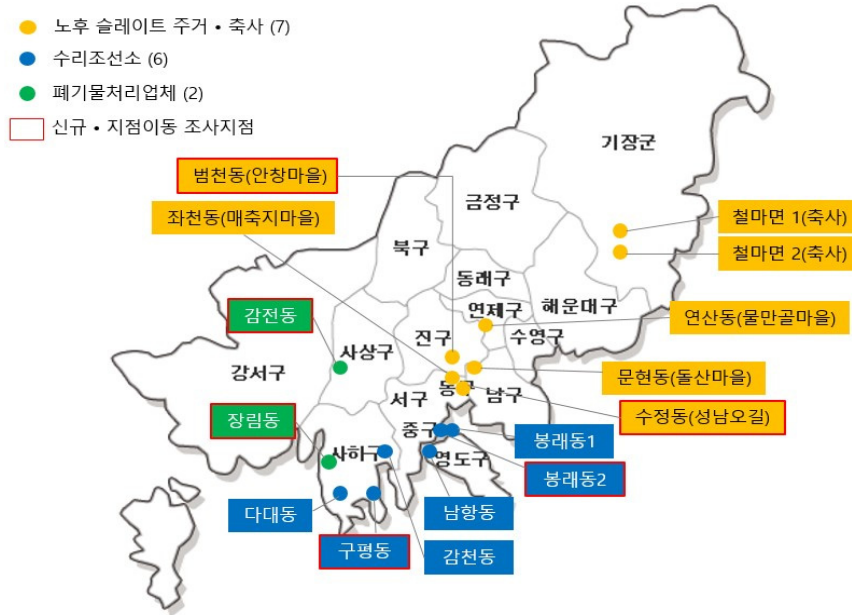 노후 슬레이트 주거 • 축사 (7)
수리조선소 (6)
폐기물처리업체 (2)
신규 • 지점이동 조사지점
기장군
범천동(안창마을)
금정구
좌천동(매축지마을)
철마면 1(축사)
북구
철마면 2(축사)
동래구
해운대구
연제구
감전동
연산동(물만골마을)
진구
수영구
사상구
강서구
문현동(돌산마을)
동구
남구
서구
장림동
수정동(성남오길)
중구
봉래동1
사하구
영도구
봉래동2
다대동
남항동
구평동
감천동